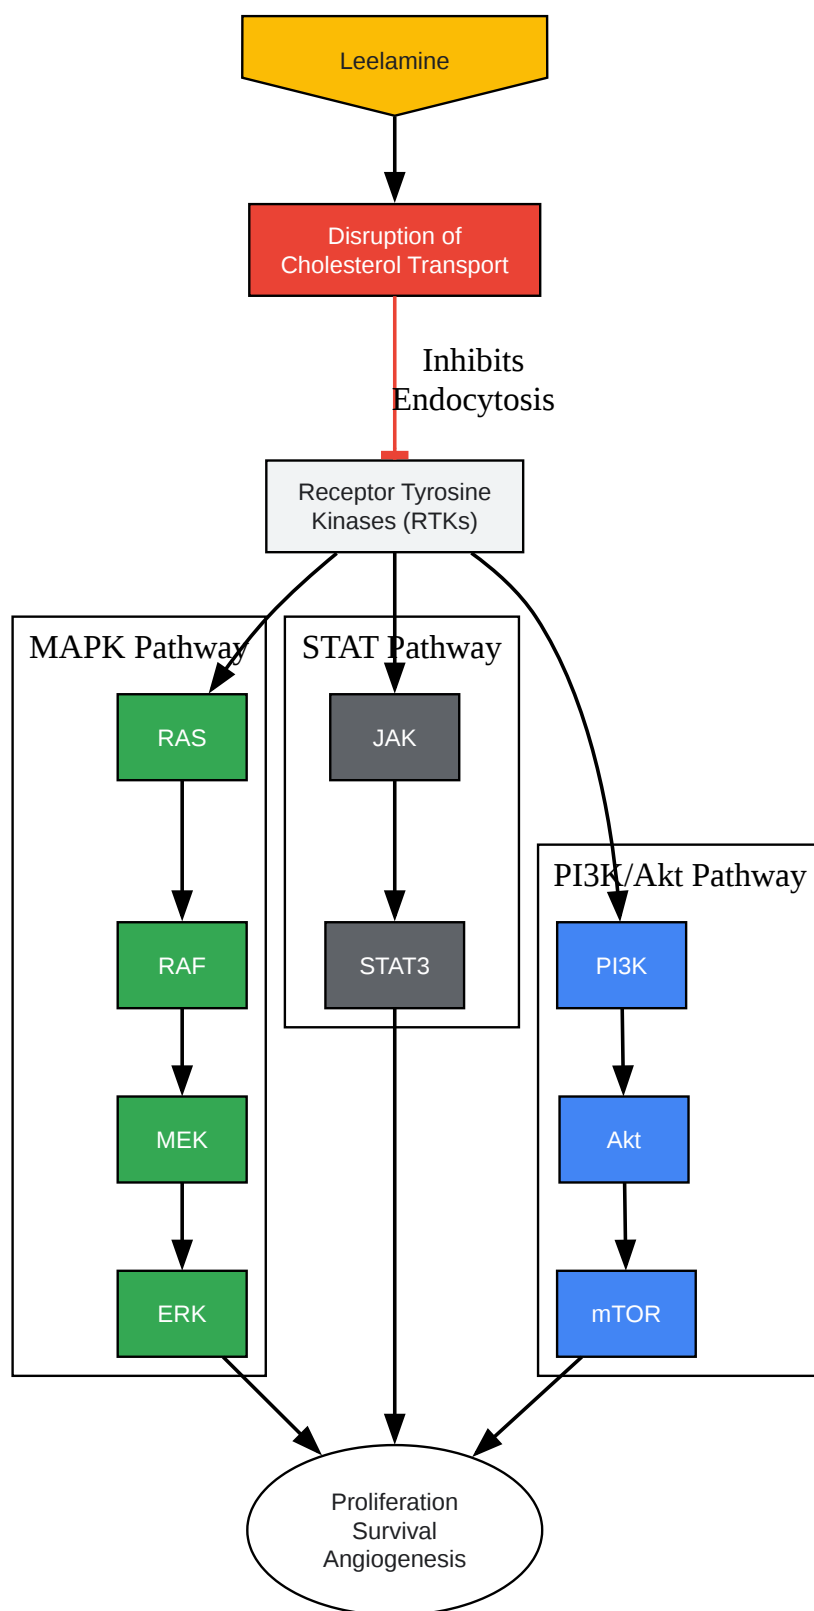 Leelamine
Disruption of
Cholesterol Transport
Inhibits
Endocytosis
Receptor Tyrosine
Kinases (RTKs)
MAPK Pathway
STAT Pathway
RAS
JAK
PI3K/Akt Pathway
RAF
STAT3
PI3K
MEK
Akt
ERK
mTOR
Proliferation
Survival
Angiogenesis